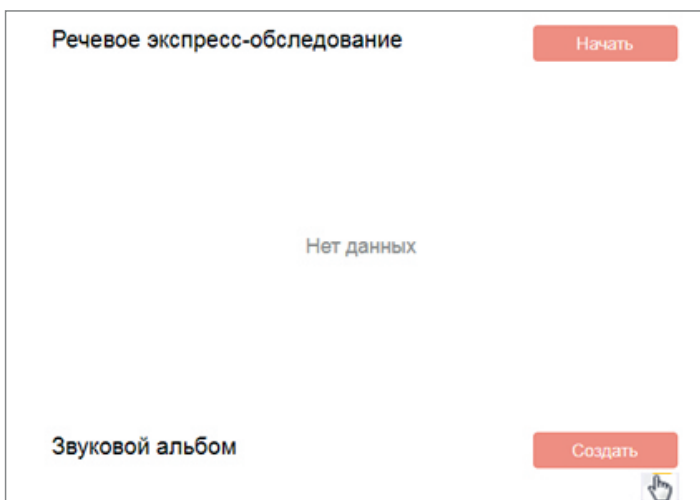 Речевое экспресс-обследование
Начать
Нет данных
Звуковой альбом
Создать